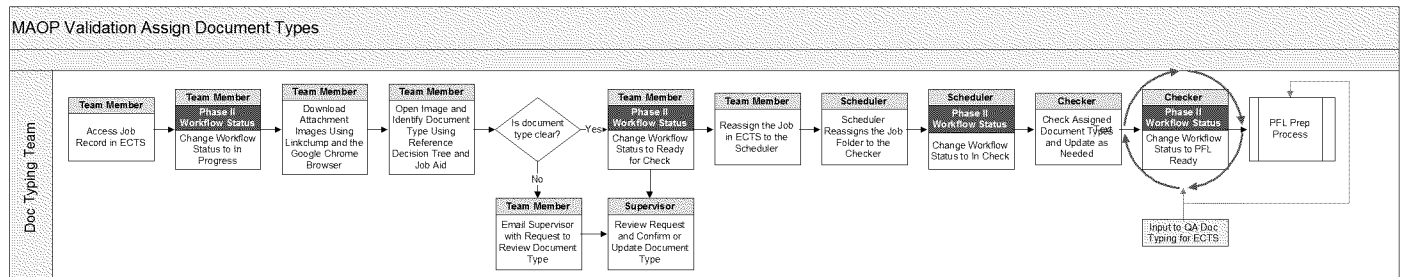 MAOP Validation Assign Document Types
Doc Typing Team
Team Member
Access Job
Record in ECTS
Team Member
Phase II
Workflow Status
Change Workflow
Status to In
Progress
Team Member
Download
Attachment
Images Using
Linkclump and the
Google Chrome
Browser
Team Member
Open Image and
Identify Document
Type Using
Reference
Decision Tree and
Job Aid
Is document
type clear?
Yes
No
Team Member
Phase II
Workflow Status
Change Workflow
Status to Ready
for Check
Team Member
Reassign the Job
in ECTS to the
Scheduler
Scheduler
Scheduler
Reassigns the Job
Folder to the
Checker
Scheduler
Phase II
Workflow Status
Change Workflow
Status to In Check
Checker
Check Assigned
Document Types
and Update as
Needed
Text
Checker
Phase II
Workflow Status
Change Workflow
Status to PFL
Ready
PFL Prep
Process
Team Member
Email Supervisor
with Request to
Review Document
Type
Supervisor
Review Request
and Confirm or
Update Document
Type
Input to QA Doc
Typing for ECTS